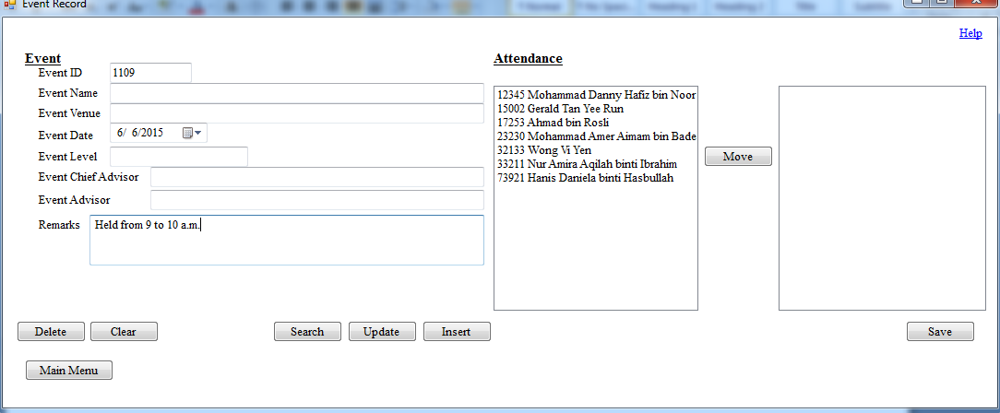 Event Record
Help
Event
Event ID 1109
Event Name
Event Venue
Event Date 6/ 6/2015
Event Level
Event Chief Advisor
Event Advisor
Remarks Held from 9 to 10 a.m.
Attendance
12345 Mohammad Danny Hafiz bin Noor
15002 Gerald Tan Yee Run
17253 Ahmad bin Rosli
23230 Mohammad Amer Aimam bin Bade
32133 Wong Vi Yen
33211 Nur Amira Aqilah binti Ibrahim
73921 Hanis Daniela binti Hasbullah
Move
Delete Clear Search Update Insert Save
Main Menu